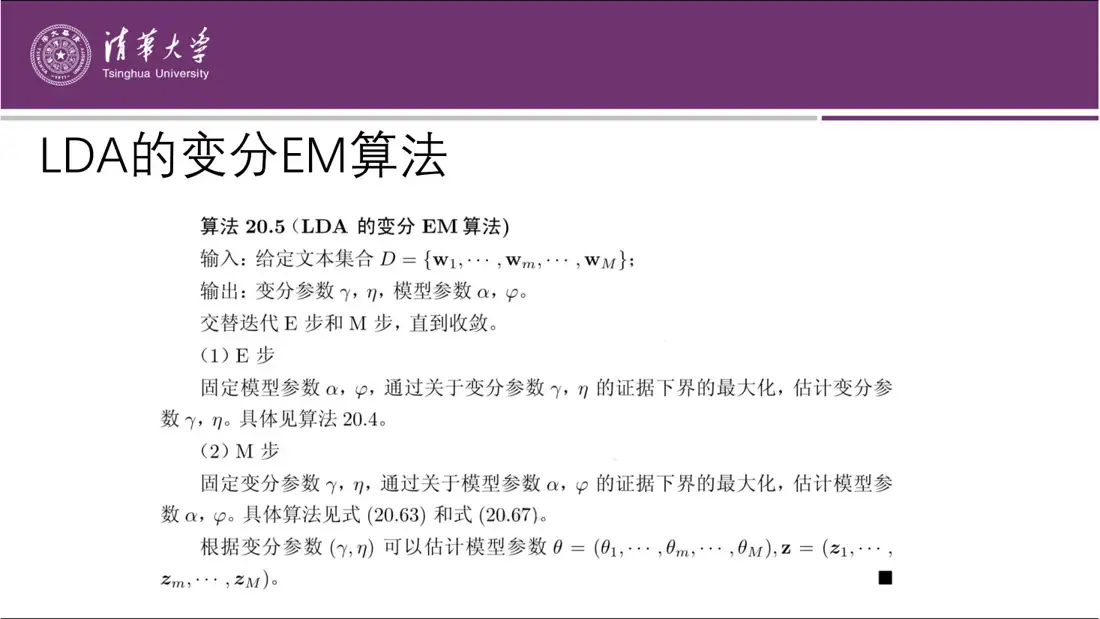 清华大学
Tsinghua University
LDA的变分EM算法
算法 20.5（LDA 的变分 EM 算法)
输入：给定文本集合 D = {w₁, ⋯ , wₘ, ⋯ , w_M}；
输出：变分参数 γ，η，模型参数 α，φ。
交替迭代 E 步和 M 步，直到收敛。
（1）E 步
固定模型参数 α，φ，通过关于变分参数 γ，η 的证据下界的最大化，估计变分参
数 γ，η。具体见算法 20.4。
（2）M 步
固定变分参数 γ，η，通过关于模型参数 α，φ 的证据下界的最大化，估计模型参
数 α，φ。具体算法见式 (20.63) 和式 (20.67)。
根据变分参数 (γ, η) 可以估计模型参数 θ = (θ₁, ⋯ , θₘ, ⋯ , θ_M), z = (z₁, ⋯ ,
zₘ, ⋯ , z_M)。 ■